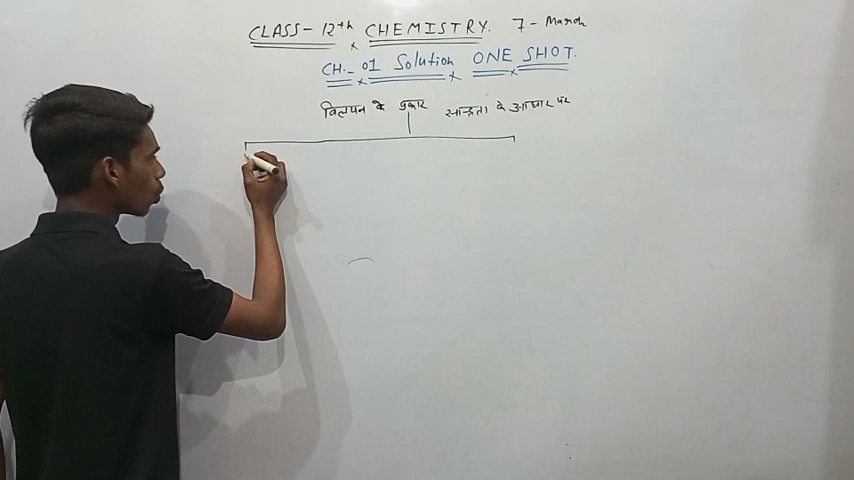 CLASS - 12th CHEMISTRY. 7 - March
CH. - 01 Solution ONE SHOT.
विलयन के प्रकार सान्द्रता के आधार पर